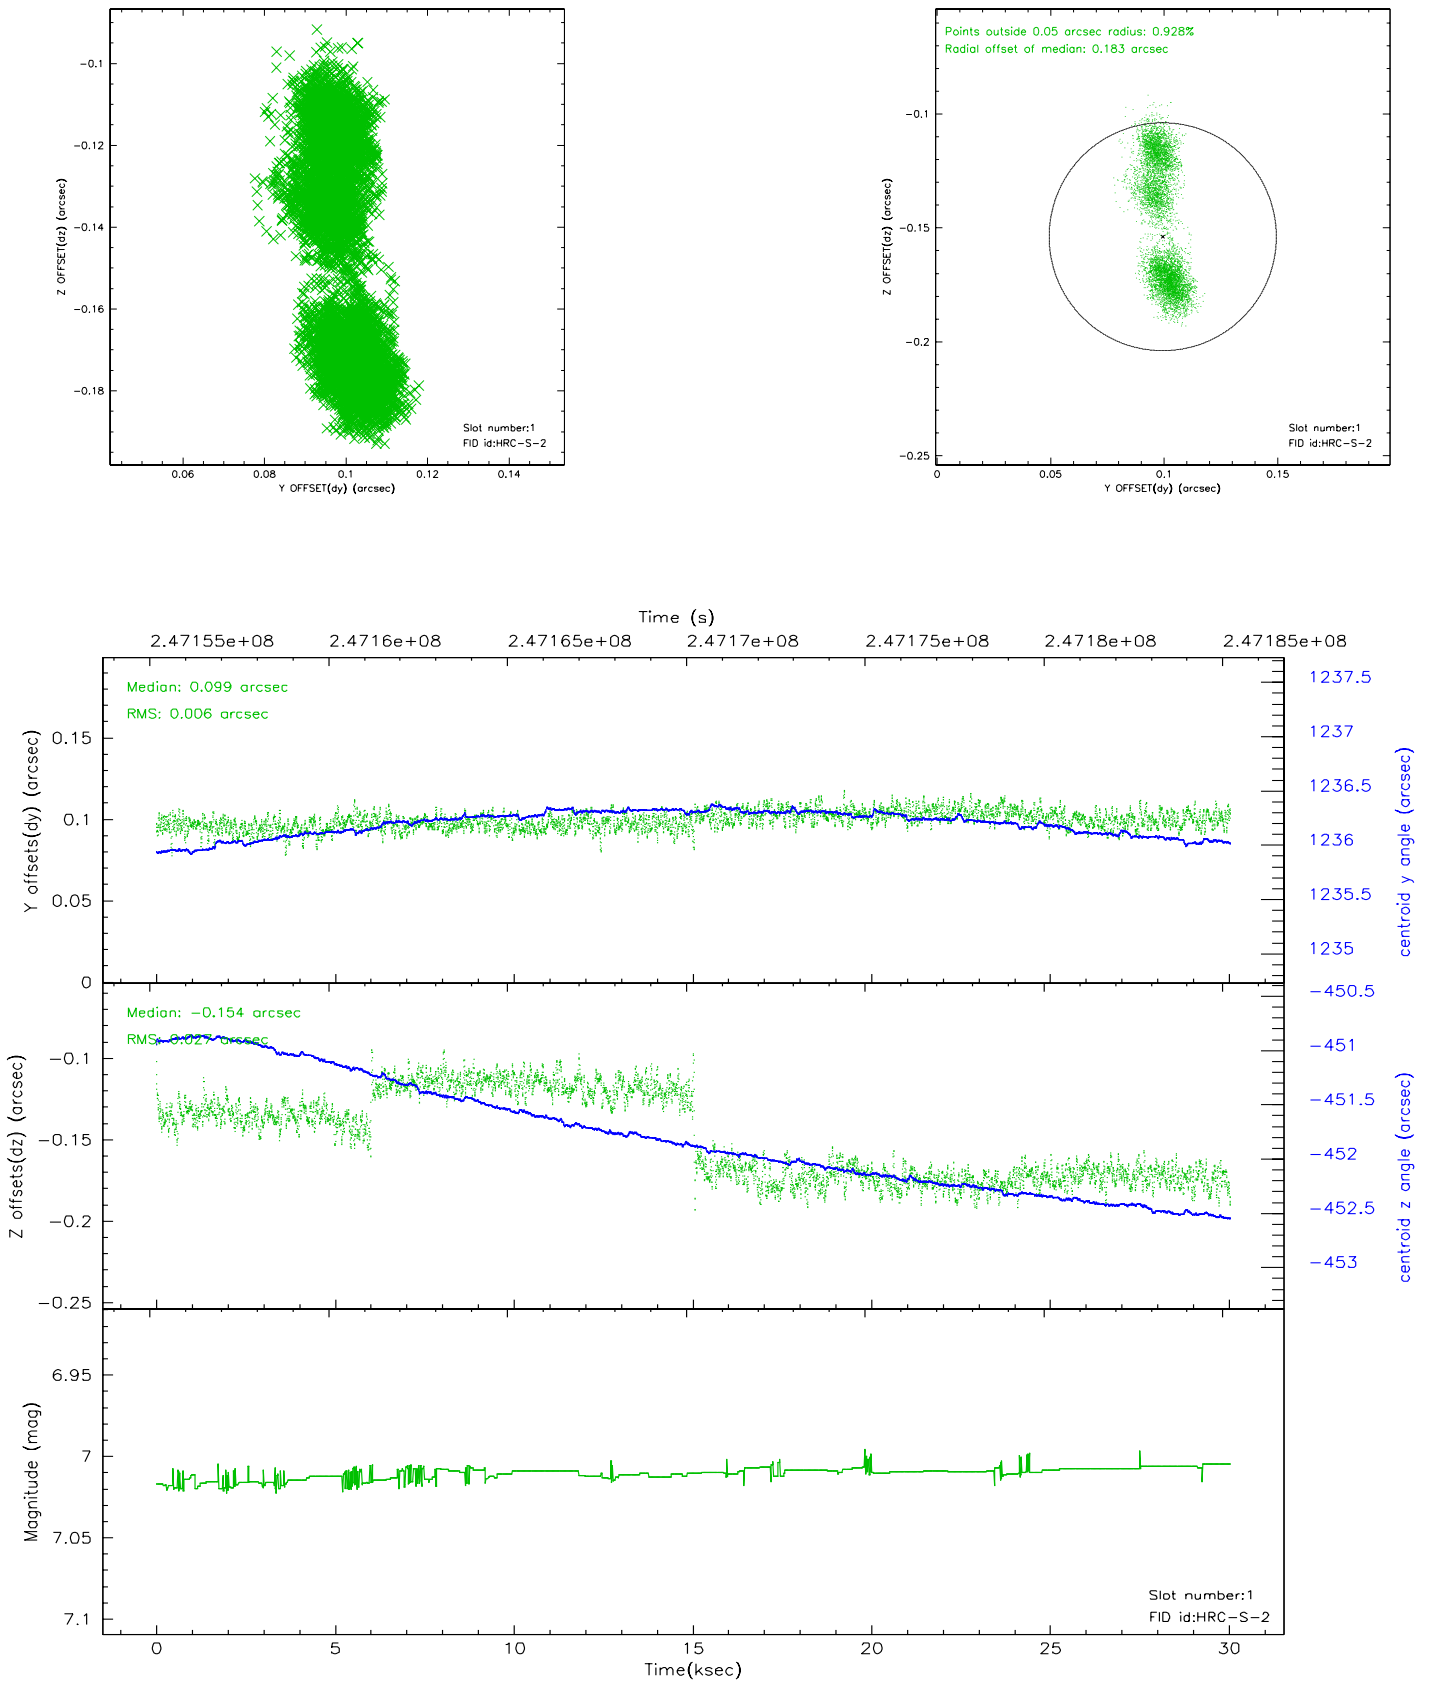 −0.1
−0.12
−0.14
−0.16
−0.18
Z OFFSET(dz) (arcsec)
Slot number:1
FID id:HRC−S−2
0.06
0.08
0.1
0.12
0.14
Y OFFSET(dy) (arcsec)
Points outside 0.05 arcsec radius: 0.928%
Radial offset of median: 0.183 arcsec
−0.1
−0.15
−0.2
−0.25
Z OFFSET(dz) (arcsec)
Slot number:1
FID id:HRC−S−2
0
0.05
0.1
0.15
Y OFFSET(dy) (arcsec)
Time (s)
2.47155e+08
2.4716e+08
2.47165e+08
2.4717e+08
2.47175e+08
2.4718e+08
2.47185e+08
Median: 0.099 arcsec
RMS: 0.006 arcsec
0.15
0.1
0.05
0
Y offsets(dy) (arcsec)
1237.5
1237
1236.5
1236
1235.5
1235
centroid y angle (arcsec)
Median: −0.154 arcsec
RMS: 0.027 arcsec
−0.1
−0.15
−0.2
−0.25
Z offsets(dz) (arcsec)
−450.5
−451
−451.5
−452
−452.5
−453
centroid z angle (arcsec)
6.95
7
7.05
7.1
Magnitude (mag)
Slot number:1
FID id:HRC−S−2
0
5
10
15
20
25
30
Time(ksec)